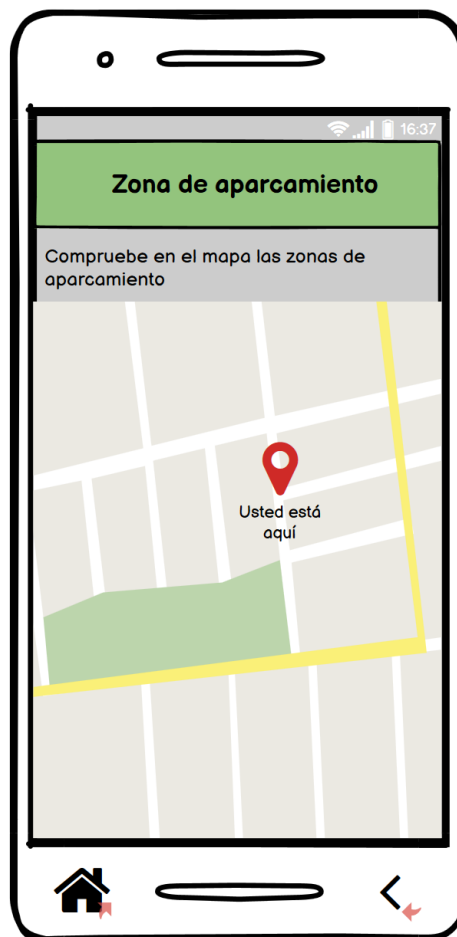 16:37
Zona de aparcamiento
Compruebe en el mapa las zonas de
aparcamiento
Usted está
aquí